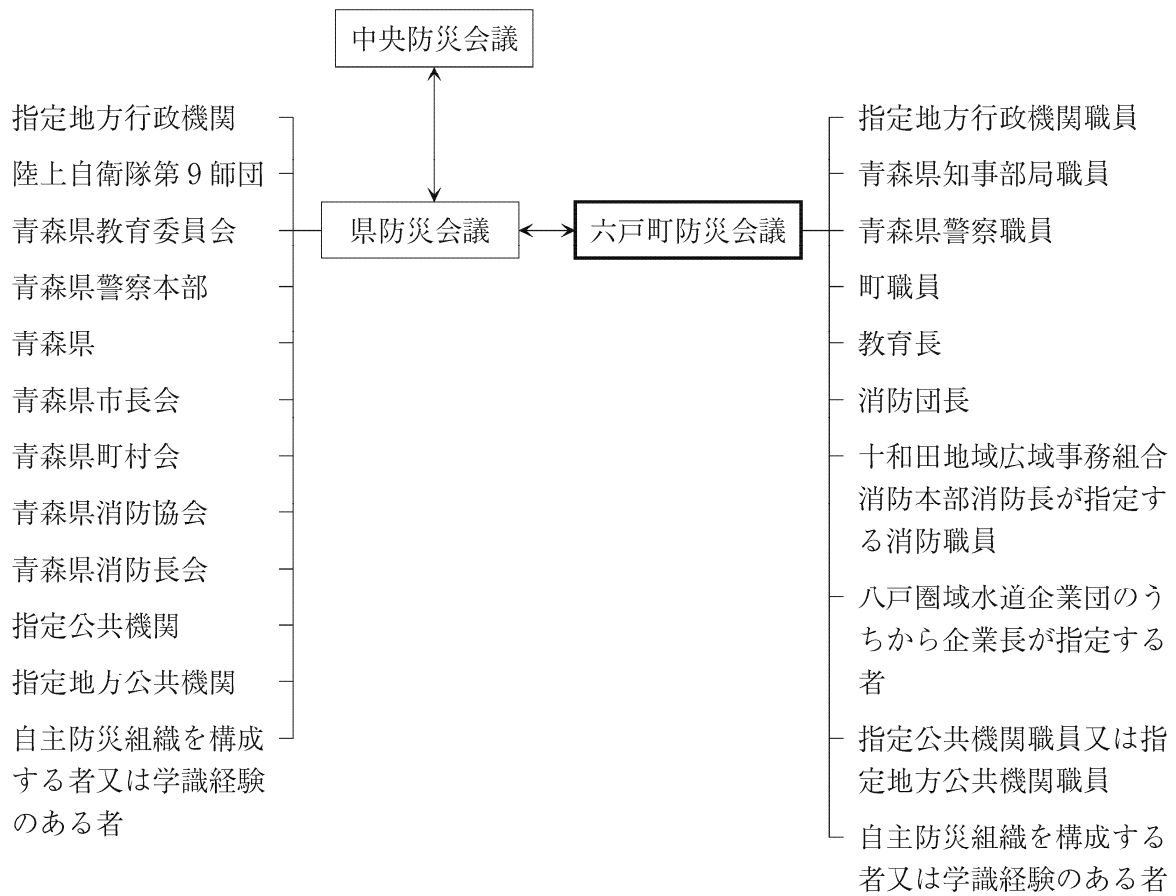 中央防災会議
県防災会議
六戸町防災会議
指定地方行政機関
陸上自衛隊第9師団
青森県教育委員会
青森県警察本部
青森県
青森県市長会
青森県町村会
青森県消防協会
青森県消防長会
指定公共機関
指定地方公共機関
自主防災組織を構成
する者又は学識経験
のある者
指定地方行政機関職員
青森県知事部局職員
青森県警察職員
町職員
教育長
消防団長
十和田地域広域事務組合
消防本部消防長が指定す
る消防職員
八戸圏域水道企業団のう
ちから企業長が指定する
者
指定公共機関職員又は指
定地方公共機関職員
自主防災組織を構成する
者又は学識経験のある者